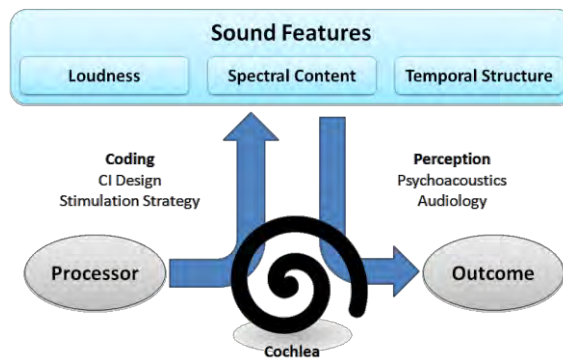 Sound Features
Loudness
Spectral Content
Temporal Structure
Coding
CI Design
Stimulation Strategy
Perception
Psychoacoustics
Audiology
Processor
Outcome
Cochlea